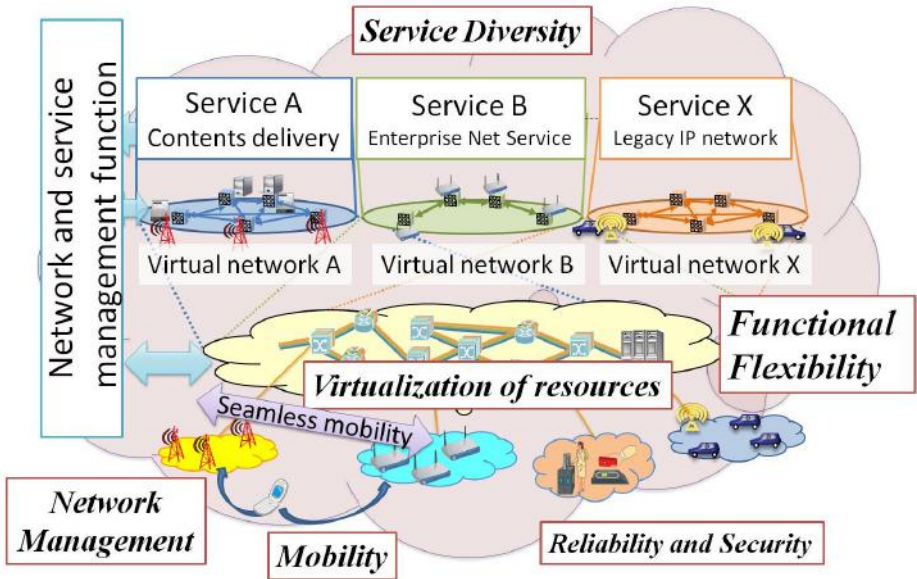 Service Diversity
Network and service
management function
Service A
Contents delivery
Service B
Enterprise Net Service
Service X
Legacy IP network
Virtual network A
Virtual network B
Virtual network X
Functional
Flexibility
Virtualization of resources
Seamless mobility
Network
Management
Mobility
Reliability and Security